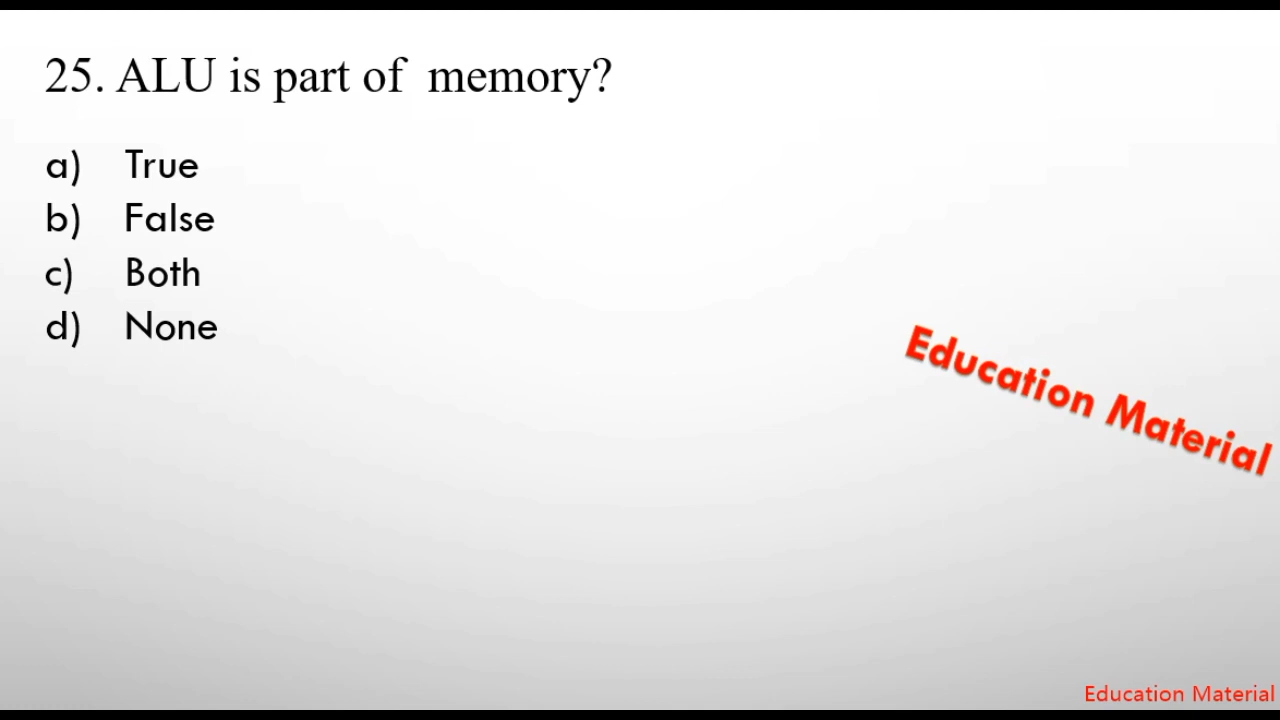 25. ALU is part of  memory?
a) True
b) False
c) Both
d) None
Education Material
Education Material